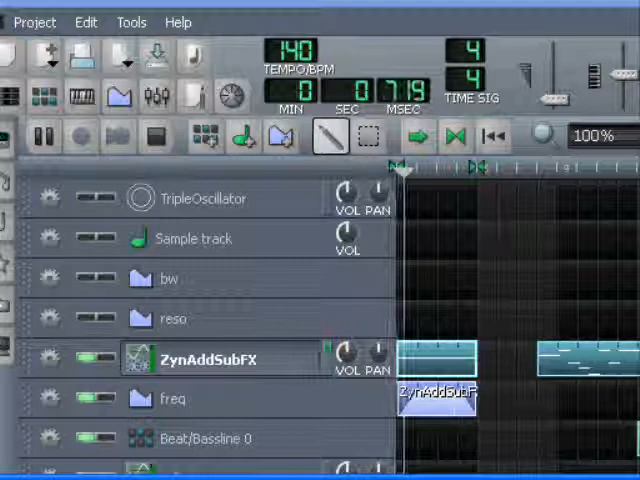 Project Edit Tools Help
140
TEMPO/BPM
4
4
TIME SIG
0 0 719
MIN SEC MSEC
100%
TripleOscillator
VOL PAN
Sample track
VOL
bw
reso
ZynAddSubFX
VOL PAN
freq
ZynAddSubF
Beat/Bassline 0